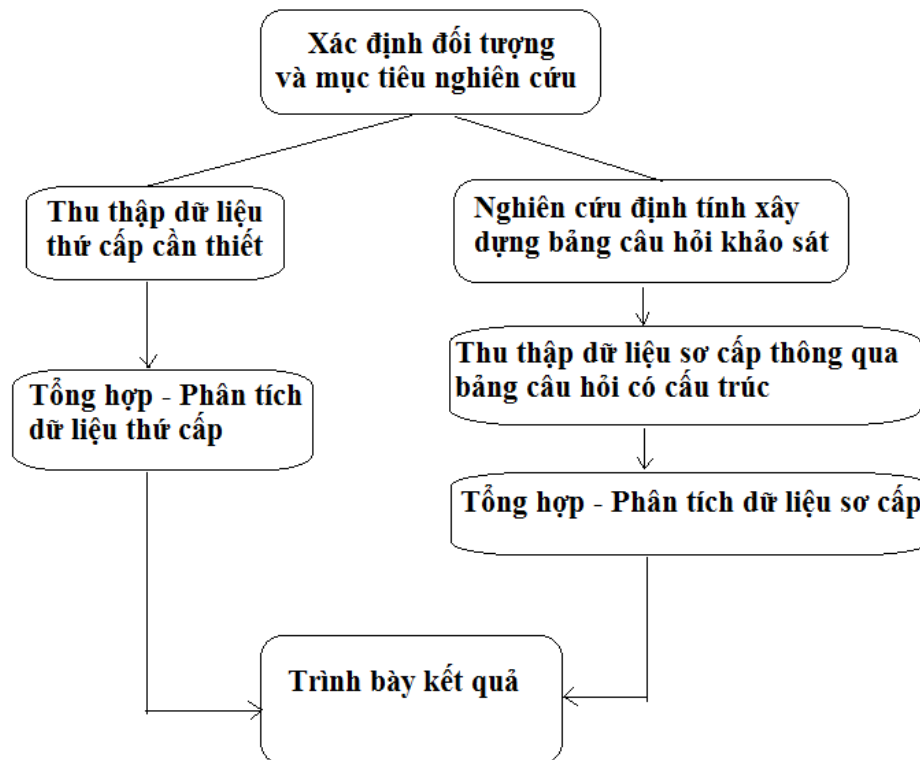 Xác định đối tượng
và mục tiêu nghiên cứu
Thu thập dữ liệu
thứ cấp cần thiết
Nghiên cứu định tính xây
dựng bảng câu hỏi khảo sát
Thu thập dữ liệu sơ cấp thông qua
bảng câu hỏi có cấu trúc
Tổng hợp - Phân tích
dữ liệu thứ cấp
Tổng hợp - Phân tích dữ liệu sơ cấp
Trình bày kết quả